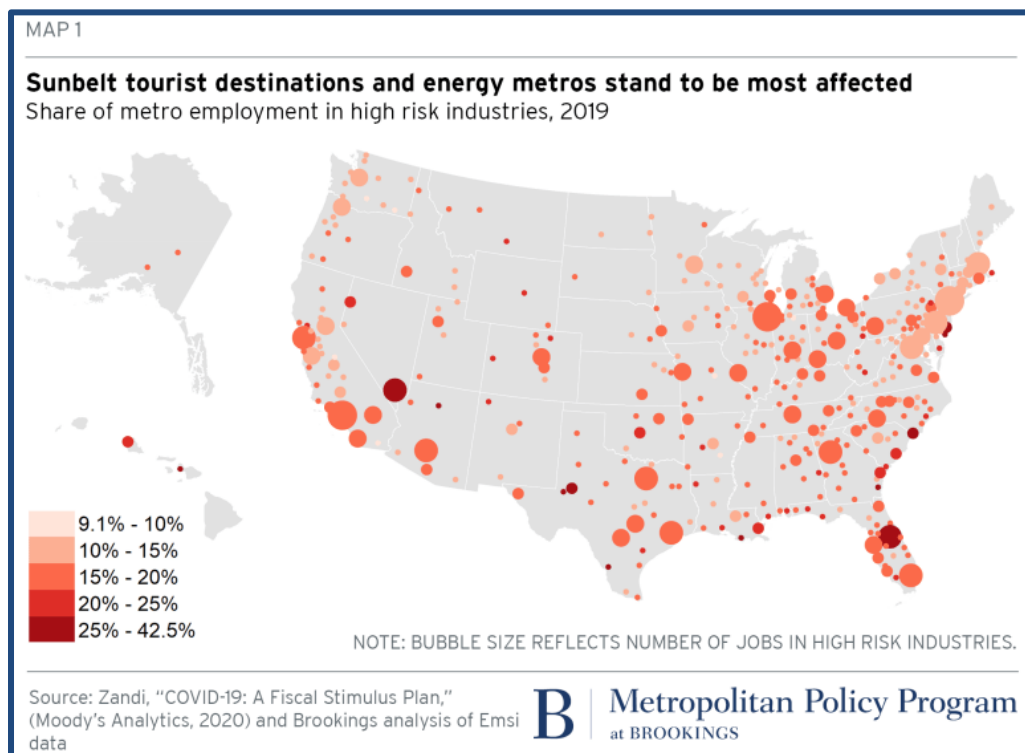 MAP 1
Sunbelt tourist destinations and energy metros stand to be most affected
Share of metro employment in high risk industries, 2019
9.1% - 10%
10% - 15%
15% - 20%
20% - 25%
25% - 42.5%
NOTE: BUBBLE SIZE REFLECTS NUMBER OF JOBS IN HIGH RISK INDUSTRIES.
Source: Zandi, “COVID-19: A Fiscal Stimulus Plan,”
(Moody’s Analytics, 2020) and Brookings analysis of Emsi
data
B
Metropolitan Policy Program
at BROOKINGS